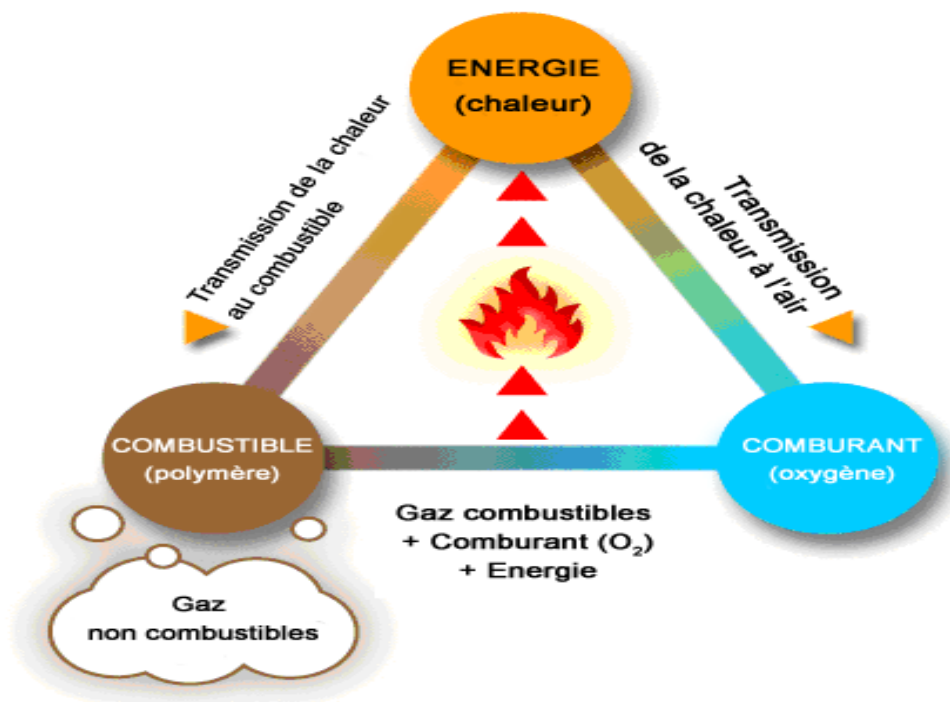 ENERGIE
(chaleur)
Transmission de la chaleur
au combustible
Transmission
de la chaleur à l'air
COMBUSTIBLE
(polymère)
COMBURANT
(oxygène)
Gaz combustibles
+ Comburant (O₂)
+ Energie
Gaz
non combustibles